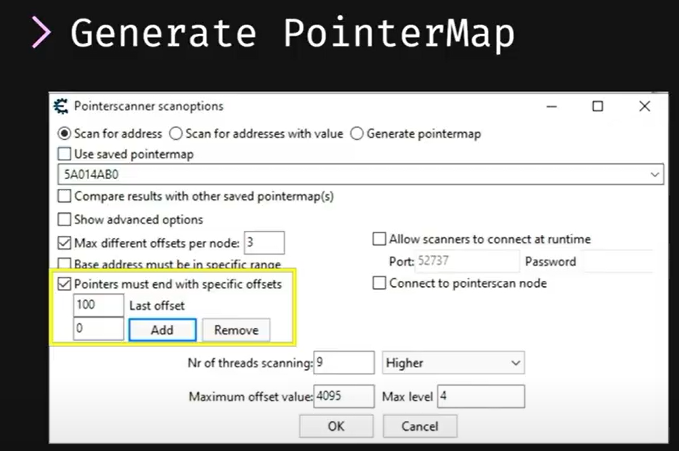 > Generate PointerMap
Pointerscanner scanoptions
Scan for address Scan for addresses with value Generate pointermap
Use saved pointermap
5A014AB0
Compare results with other saved pointermap(s)
Show advanced options
Max different offsets per node: 3
Allow scanners to connect at runtime
Base address must be in specific range
Port: 52737 Password
Pointers must end with specific offsets
Connect to pointerscan node
100 Last offset
0 Add Remove
Nr of threads scanning: 9 Higher
Maximum offset value: 4095 Max level 4
OK Cancel